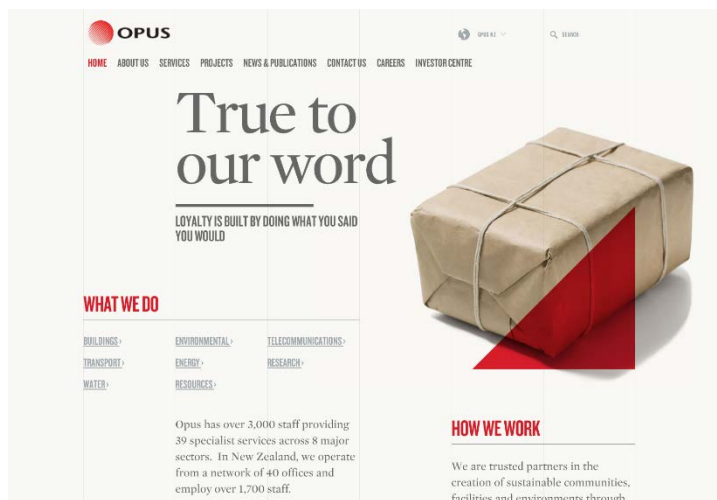 OPUS
OPUS NZ
SEARCH
HOME ABOUT US SERVICES PROJECTS NEWS & PUBLICATIONS CONTACT US CAREERS INVESTOR CENTRE
True to
our word
LOYALTY IS BUILT BY DOING WHAT YOU SAID
YOU WOULD
WHAT WE DO
BUILDINGS › ENVIRONMENTAL › TELECOMMUNICATIONS ›
TRANSPORT › ENERGY › RESEARCH ›
WATER › RESOURCES ›
Opus has over 3,000 staff providing
39 specialist services across 8 major
sectors. In New Zealand, we operate
from a network of 40 offices and
employ over 1,700 staff.
HOW WE WORK
We are trusted partners in the
creation of sustainable communities,
facilities and environments through